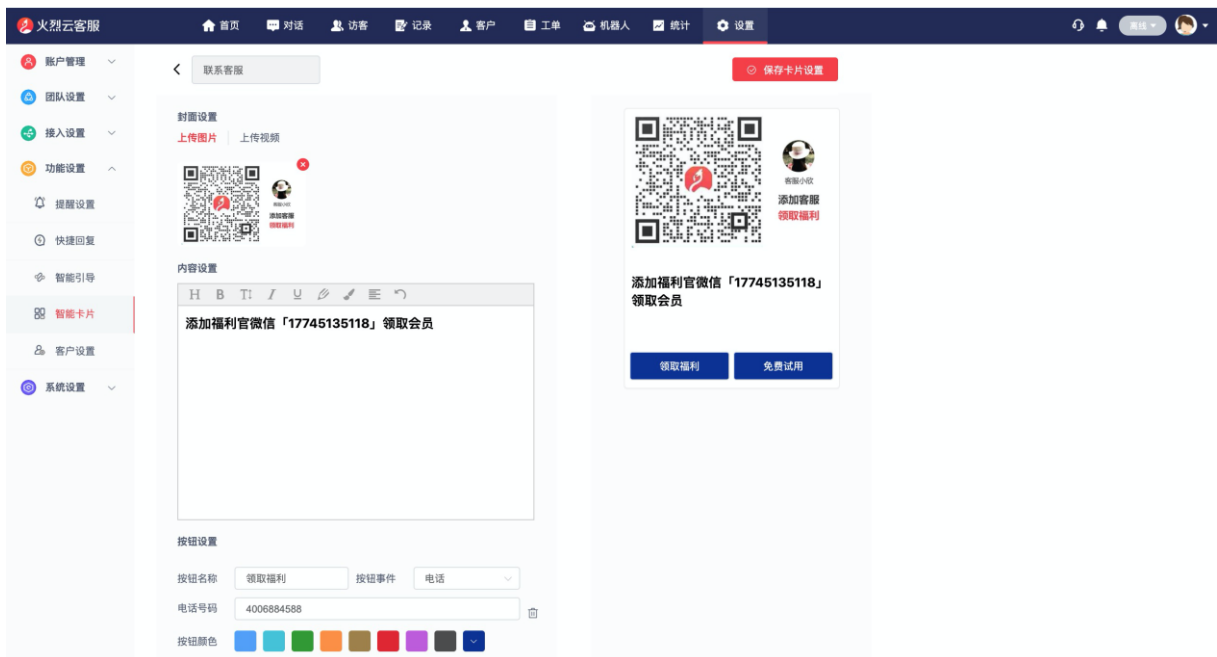 火烈云客服
首页 对话 访客 记录 客户 工单 机器人 统计 设置
离线
账户管理
团队设置
接入设置
功能设置
提醒设置
快捷回复
智能引导
智能卡片
客户设置
系统设置
联系客服
保存卡片设置
封面设置
上传图片 上传视频
客服小欣
添加客服
领取福利
内容设置
H B T I U
添加福利官微信「17745135118」领取会员
按钮设置
按钮名称 领取福利 按钮事件 电话
电话号码 4006884588
按钮颜色
客服小欣
添加客服
领取福利
添加福利官微信「17745135118」
领取会员
领取福利 免费试用